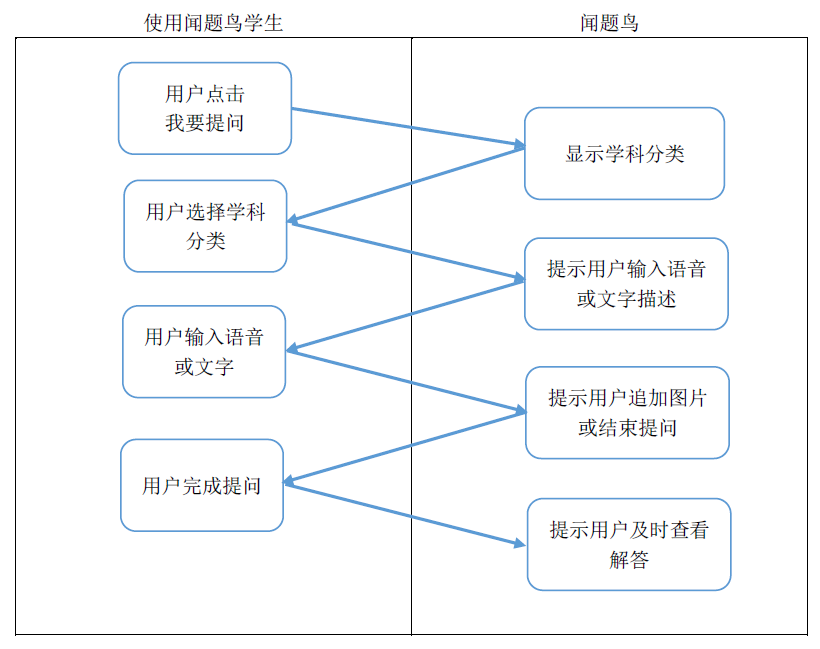 使用闻题鸟学生
闻题鸟
用户点击
我要提问
显示学科分类
用户选择学科
分类
提示用户输入语音
或文字描述
用户输入语音
或文字
提示用户追加图片
或结束提问
用户完成提问
提示用户及时查看
解答